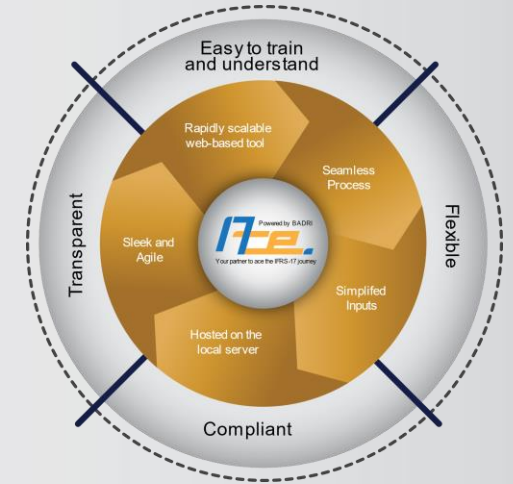 Easy to train
and understand
Rapidly scalable
web-based tool
Seamless
Process
Transparent
Sleek and
Agile
Powered by BADRI
17ce.
Your partner to ace the IFRS-17 journey
Flexible
Simplifed
Inputs
Hosted on the
local server
Compliant